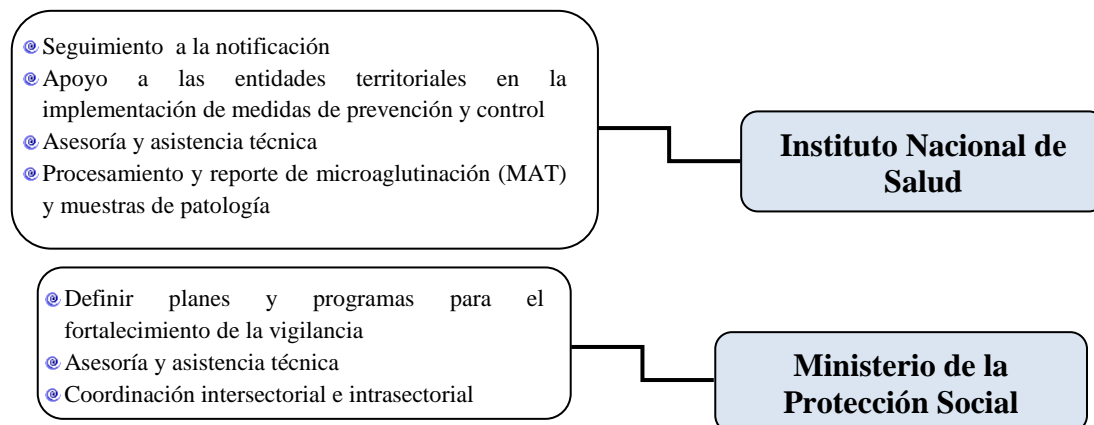 Seguimiento a la notificación
Apoyo a las entidades territoriales en la
implementación de medidas de prevención y control
Asesoría y asistencia técnica
Procesamiento y reporte de microaglutinación (MAT)
y muestras de patología
Instituto Nacional de
Salud
Definir planes y programas para el
fortalecimiento de la vigilancia
Asesoría y asistencia técnica
Coordinación intersectorial e intrasectorial
Ministerio de la
Protección Social